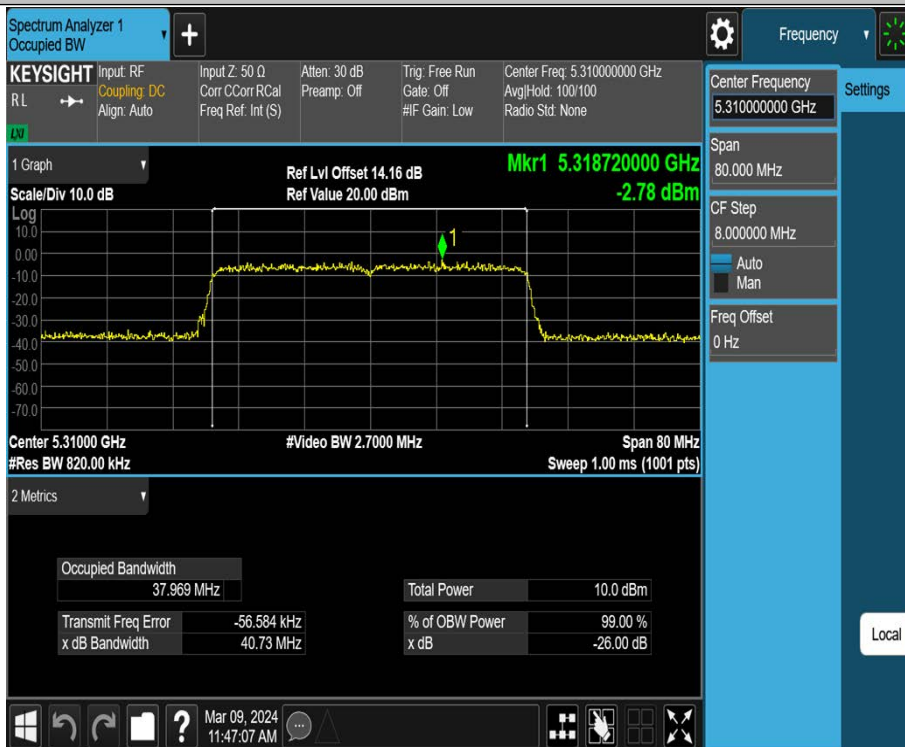 Spectrum Analyzer 1
Occupied BW
+
Frequency
KEYSIGHT
R L
LXI
Input: RF
Coupling: DC
Align: Auto
Input Z: 50 Ω
Corr CCorr RCal
Freq Ref: Int (S)
Atten: 30 dB
Preamp: Off
Trig: Free Run
Gate: Off
#IF Gain: Low
Center Freq: 5.310000000 GHz
Avg|Hold: 100/100
Radio Std: None
Center Frequency
5.310000000 GHz
Settings
Span
80.000 MHz
CF Step
8.000000 MHz
Auto
Man
Freq Offset
0 Hz
Local
1 Graph
Scale/Div 10.0 dB
Ref Lvl Offset 14.16 dB
Ref Value 20.00 dBm
Mkr1 5.318720000 GHz
-2.78 dBm
Log
10.0
0.00
-10.0
-20.0
-30.0
-40.0
-50.0
-60.0
-70.0
1
Center 5.31000 GHz
#Video BW 2.7000 MHz
Span 80 MHz
#Res BW 820.00 kHz
Sweep 1.00 ms (1001 pts)
2 Metrics
Occupied Bandwidth
37.969 MHz
Total Power 10.0 dBm
Transmit Freq Error -56.584 kHz
% of OBW Power 99.00 %
x dB Bandwidth 40.73 MHz
x dB -26.00 dB
?
Mar 09, 2024
11:47:07 AM